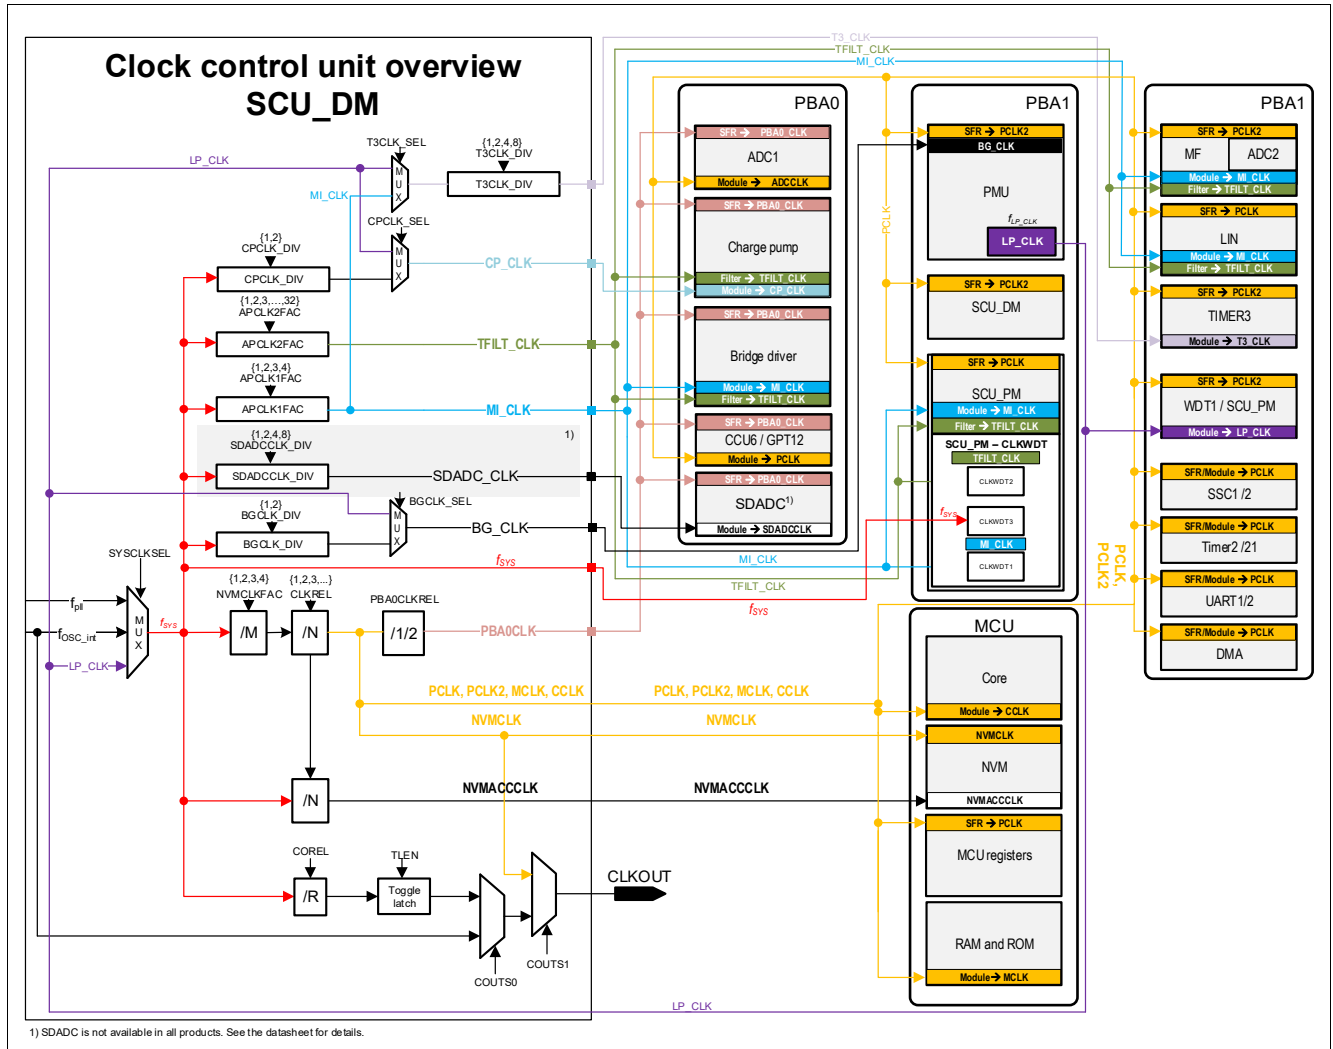 Clock control unit overview
SCU_DM
T3_CLK
TFILT_CLK
MI_CLK
LP_CLK
T3CLK_SEL
MUX
MI_CLK
{1,2,4,8}
T3CLK_DIV
T3CLK_DIV
CPCLK_SEL
MUX
{1,2}
CPCLK_DIV
CPCLK_DIV
CP_CLK
{1,2,3,...,32}
APCLK2FAC
APCLK2FAC
TFILT_CLK
{1,2,3,4}
APCLK1FAC
APCLK1FAC
MI_CLK
{1,2,4,8}
SDADCCLK_DIV
1)
SDADCCLK_DIV
SDADC_CLK
{1,2}
BGCLK_DIV
BGCLK_DIV
BGCLK_SEL
MUX
BG_CLK
SYSCLKSEL
fpll
fOSC_int
LP_CLK
MUX
fSYS
fSYS
fSYS
{1,2,3,4}
NVMCLKFAC
/M
{1,2,3,...}
CLKREL
/N
PBA0CLKREL
/1/2
PBA0CLK
PCLK, PCLK2, MCLK, CCLK
PCLK, PCLK2, MCLK, CCLK
NVMCLK
NVMCLK
/N
NVMACCCLK
NVMACCCLK
COREL
/R
TLEN
Toggle
latch
COUTS0
COUTS1
CLKOUT
LP_CLK
MI_CLK
TFILT_CLK
PCLK
PCLK,
PCLK2
PBA0
SFR → PBA0_CLK
ADC1
Module → ADCCLK
SFR → PBA0_CLK
Charge pump
Filter → TFILT_CLK
Module → CP_CLK
SFR → PBA0_CLK
Bridge driver
Module → MI_CLK
Filter → TFILT_CLK
SFR → PBA0_CLK
CCU6 / GPT12
Module → PCLK
SFR → PBA0_CLK
SDADC1)
Module → SDADCCLK
PBA1
SFR → PCLK2
BG_CLK
PMU
fLP_CLK
LP_CLK
SFR → PCLK2
SCU_DM
SFR → PCLK
SCU_PM
Module → MI_CLK
Filter → TFILT_CLK
SCU_PM – CLKWDT
TFILT_CLK
CLKWDT2
fSYS
CLKWDT3
MI_CLK
CLKWDT1
MCU
Core
Module → CCLK
NVMCLK
NVM
NVMACCCLK
SFR → PCLK
MCU registers
RAM and ROM
Module → MCLK
PBA1
SFR → PCLK2
MF
ADC2
Module → MI_CLK
Filter → TFILT_CLK
SFR → PCLK
LIN
Module → MI_CLK
Filter → TFILT_CLK
SFR → PCLK2
TIMER3
Module → T3_CLK
SFR → PCLK2
WDT1 / SCU_PM
Module → LP_CLK
SFR/Module → PCLK
SSC1 /2
SFR/Module → PCLK
Timer2 /21
SFR/Module → PCLK
UART1/2
SFR/Module → PCLK
DMA
1) SDADC is not available in all products. See the datasheet for details.